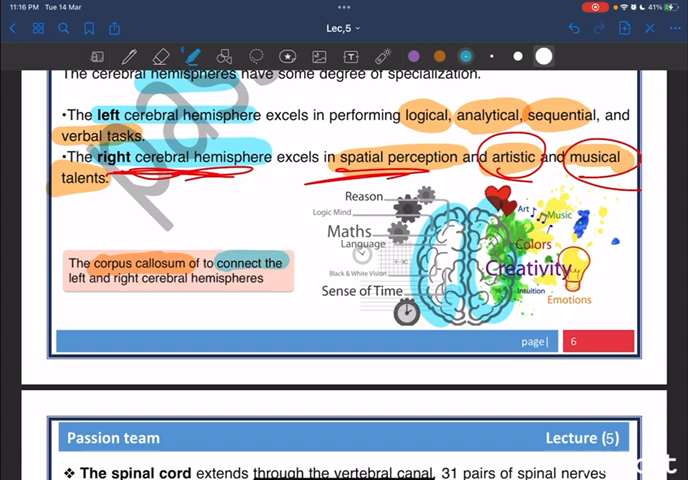 11:16 PM Tue 14 Mar
41%
Lec,5
The cerebral hemispheres have some degree of specialization.
•The left cerebral hemisphere excels in performing logical, analytical, sequential, and
verbal tasks.
•The right cerebral hemisphere excels in spatial perception and artistic and musical
talents.
Reason
Logic Mind
Maths
Language
Black & White Vision
Sense of Time
Art
Music
Colors
Creativity
Intuition
Emotions
The corpus callosum of to connect the
left and right cerebral hemispheres
page| 6
Passion team Lecture (5)
❖ The spinal cord extends through the vertebral canal, 31 pairs of spinal nerves